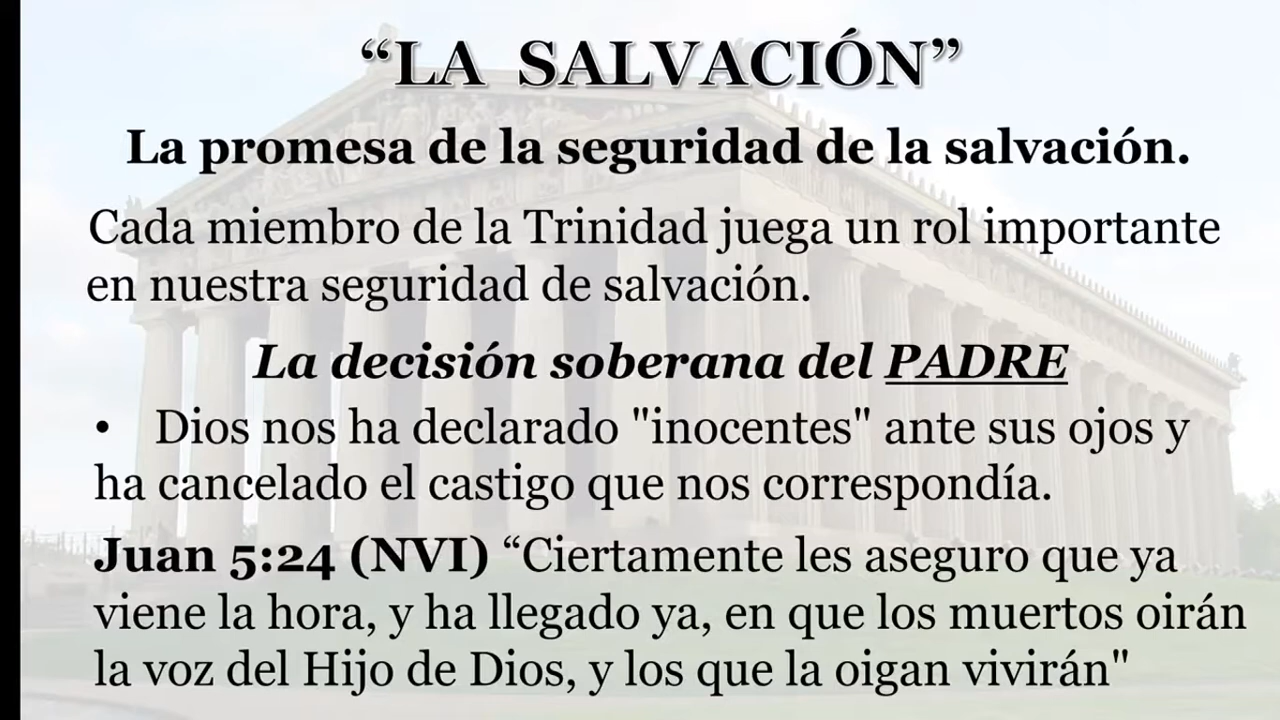 “LA SALVACIÓN”
La promesa de la seguridad de la salvación.
Cada miembro de la Trinidad juega un rol importante
en nuestra seguridad de salvación.
La decisión soberana del PADRE
• Dios nos ha declarado "inocentes" ante sus ojos y
ha cancelado el castigo que nos correspondía.
Juan 5:24 (NVI) “Ciertamente les aseguro que ya
viene la hora, y ha llegado ya, en que los muertos oirán
la voz del Hijo de Dios, y los que la oigan vivirán"